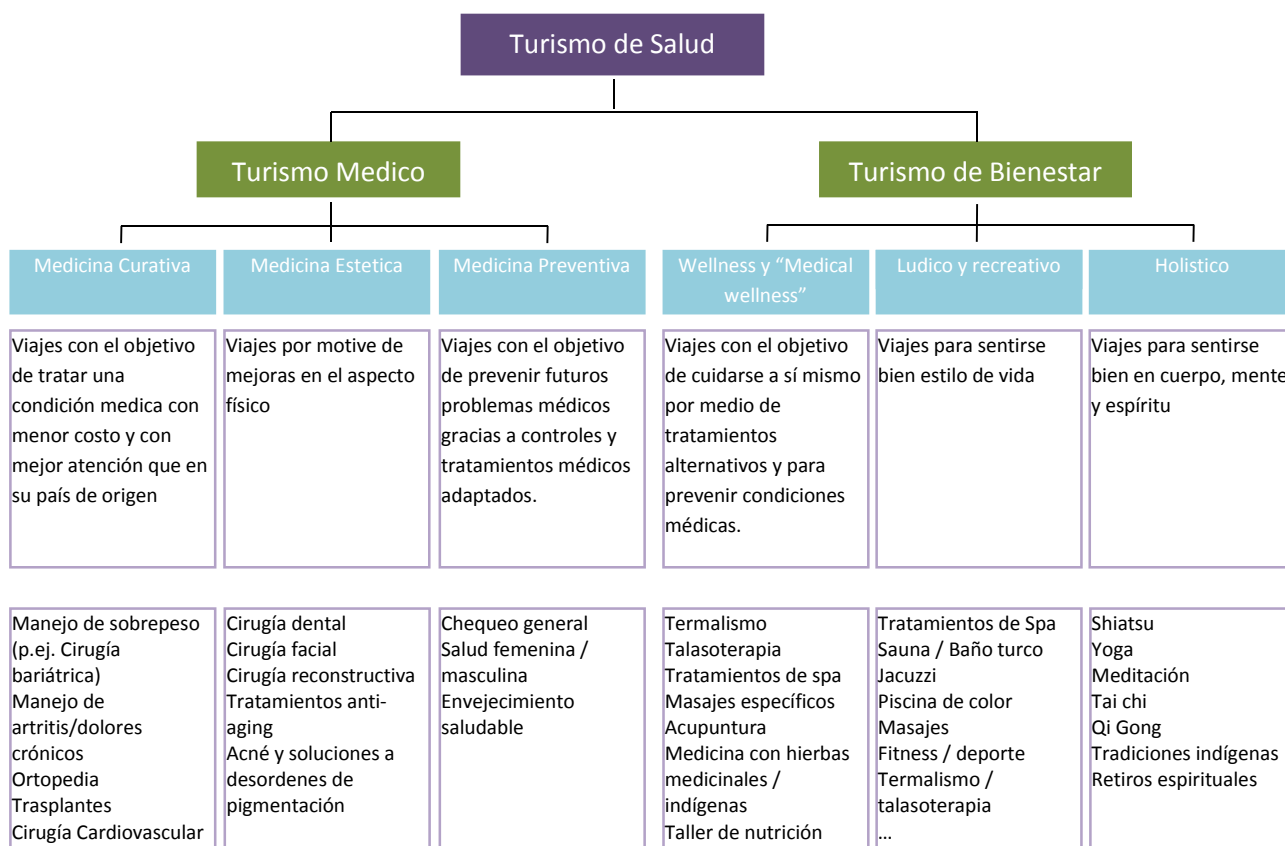 Turismo de Salud
Turismo Medico
Turismo de Bienestar
Medicina Curativa
Medicina Estetica
Medicina Preventiva
Wellness y “Medical
wellness”
Ludico y recreativo
Holistico
Viajes con el objetivo
de tratar una
condición medica con
menor costo y con
mejor atención que en
su país de origen
Viajes por motive de
mejoras en el aspecto
físico
Viajes con el objetivo
de prevenir futuros
problemas médicos
gracias a controles y
tratamientos médicos
adaptados.
Viajes con el objetivo
de cuidarse a sí mismo
por medio de
tratamientos
alternativos y para
prevenir condiciones
médicas.
Viajes para sentirse
bien estilo de vida
Viajes para sentirse
bien en cuerpo, mente
y espíritu
Manejo de sobrepeso
(p.ej. Cirugía
bariátrica)
Manejo de
artritis/dolores
crónicos
Ortopedia
Trasplantes
Cirugía Cardiovascular
Cirugía dental
Cirugía facial
Cirugía reconstructiva
Tratamientos anti-
aging
Acné y soluciones a
desordenes de
pigmentación
Chequeo general
Salud femenina /
masculina
Envejecimiento
saludable
Termalismo
Talasoterapia
Tratamientos de spa
Masajes específicos
Acupuntura
Medicina con hierbas
medicinales /
indígenas
Taller de nutrición
Tratamientos de Spa
Sauna / Baño turco
Jacuzzi
Piscina de color
Masajes
Fitness / deporte
Termalismo /
talasoterapia
...
Shiatsu
Yoga
Meditación
Tai chi
Qi Gong
Tradiciones indígenas
Retiros espirituales